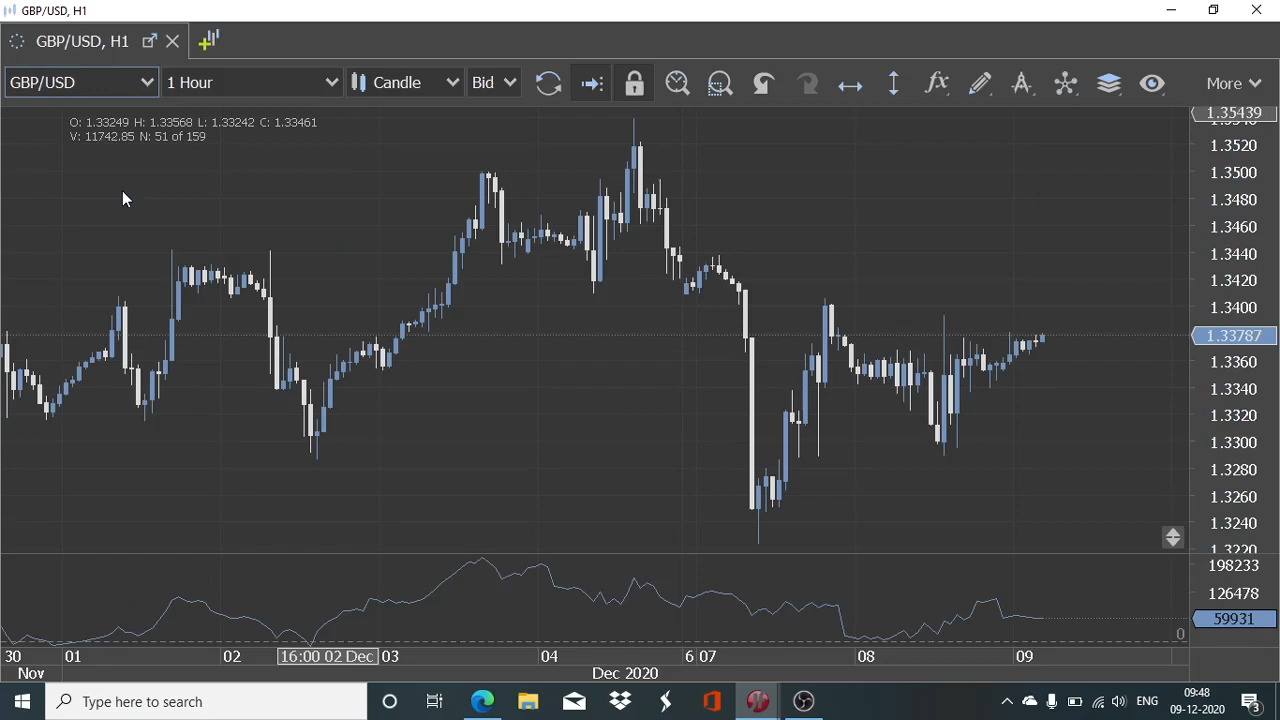 GBP/USD, H1
GBP/USD, H1
GBP/USD 1 Hour Candle Bid fx More
O: 1.33249 H: 1.33568 L: 1.33242 C: 1.33461
V: 11742.85 N: 51 of 159
1.35439
1.3520
1.3500
1.3480
1.3460
1.3440
1.3420
1.3400
1.33787
1.3360
1.3340
1.3320
1.3300
1.3280
1.3260
1.3240
1.3220
198233
126478
59931
0
30 01 02 16:00 02 Dec 03 04 6 07 08 09
Nov Dec 2020
Type here to search
ENG
09:48
09-12-2020
3